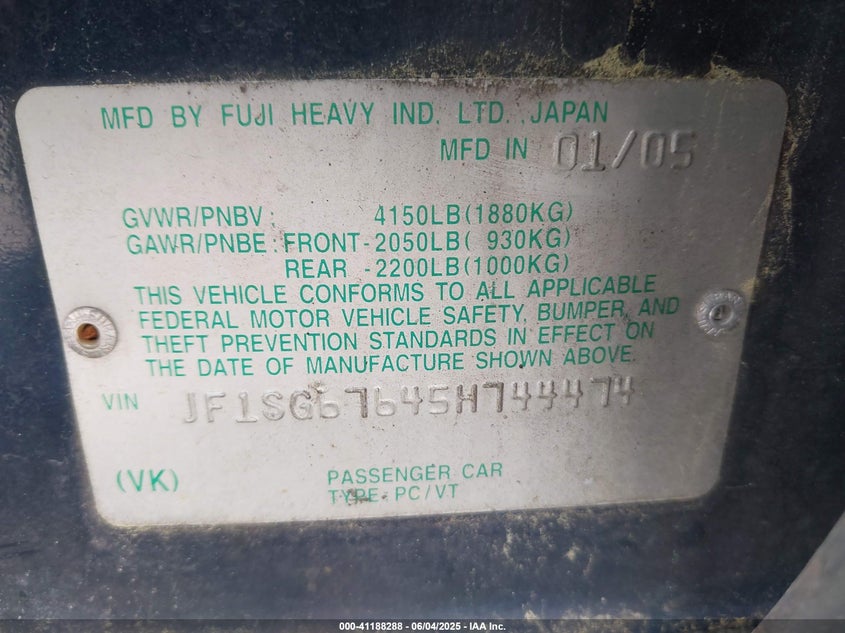 MFD BY FUJI HEAVY IND. LTD. JAPAN
MFD IN 01/05
GVWR/PNBV 4150LB(1880KG)
GAWR/PNBE FRONT-2050LB( 930KG)
REAR -2200LB(1000KG)
THIS VEHICLE CONFORMS TO ALL APPLICABLE
FEDERAL MOTOR VEHICLE SAFETY, BUMPER, AND
THEFT PREVENTION STANDARDS IN EFFECT ON
THE DATE OF MANUFACTURE SHOWN ABOVE.
VIN JF1SG67645H744474
(VK) PASSENGER CAR
TYPE PC/VT
000-41188288 - 06/04/2025 - IAA Inc.